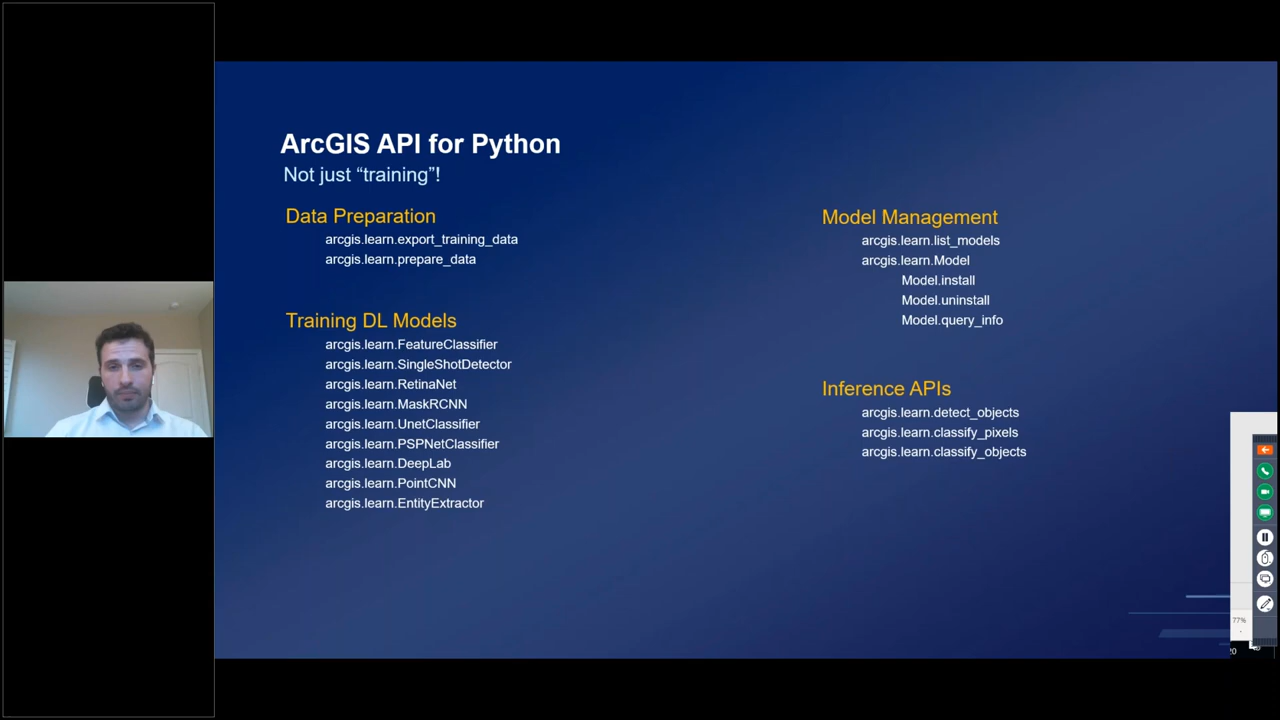 ArcGIS API for Python
Not just “training”!
Data Preparation
arcgis.learn.export_training_data
arcgis.learn.prepare_data
Training DL Models
arcgis.learn.FeatureClassifier
arcgis.learn.SingleShotDetector
arcgis.learn.RetinaNet
arcgis.learn.MaskRCNN
arcgis.learn.UnetClassifier
arcgis.learn.PSPNetClassifier
arcgis.learn.DeepLab
arcgis.learn.PointCNN
arcgis.learn.EntityExtractor
Model Management
arcgis.learn.list_models
arcgis.learn.Model
Model.install
Model.uninstall
Model.query_info
Inference APIs
arcgis.learn.detect_objects
arcgis.learn.classify_pixels
arcgis.learn.classify_objects
77%